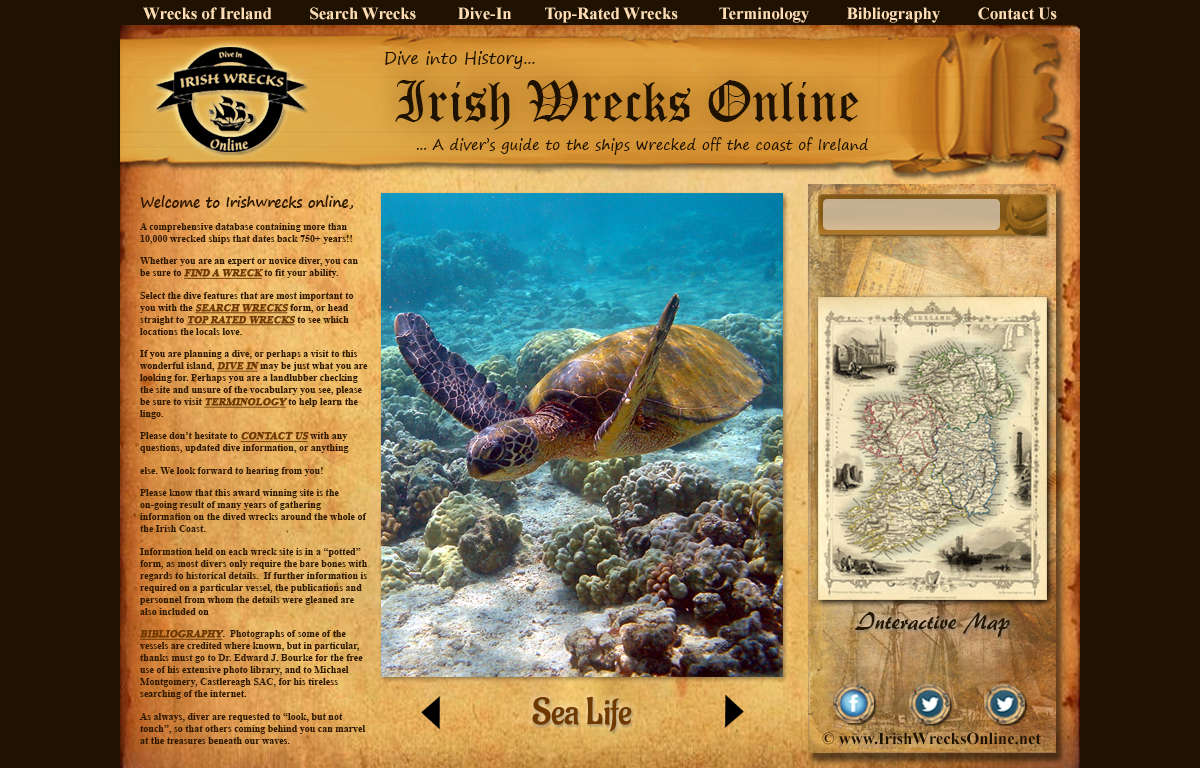 Wrecks of Ireland Search Wrecks Dive-In Top-Rated Wrecks Terminology Bibliography Contact Us
Dive In
IRISH WRECKS
Online
Dive into History...
Irish Wrecks Online
... A diver's guide to the ships wrecked off the coast of Ireland
Welcome to Irishwrecks online,
A comprehensive database containing more than
10,000 wrecked ships that dates back 750+ years!!
Whether you are an expert or novice diver, you can
be sure to FIND A WRECK to fit your ability.
Select the dive features that are most important to
you with the SEARCH WRECKS form, or head
straight to TOP RATED WRECKS to see which
locations the locals love.
If you are planning a dive, or perhaps a visit to this
wonderful island, DIVE IN may be just what you are
looking for. Perhaps you are a landlubber checking
the site and unsure of the vocabulary you see, please
be sure to visit TERMINOLOGY to help learn the
lingo.
Please don't hesitate to CONTACT US with any
questions, updated dive information, or anything
else. We look forward to hearing from you!
Please know that this award winning site is the
on-going result of many years of gathering
information on the dived wrecks around the whole of
the Irish Coast.
Information held on each wreck site is in a “potted”
form, as most divers only require the bare bones with
regards to historical details.  If further information is
required on a particular vessel, the publications and
personnel from whom the details were gleaned are
also included on
BIBLIOGRAPHY.  Photographs of some of the
vessels are credited where known, but in particular,
thanks must go to Dr. Edward J. Bourke for the free
use of his extensive photo library, and to Michael
Montgomery, Castlereagh SAC, for his tireless
searching of the internet.
As always, diver are requested to “look, but not
touch”, so that others coming behind you can marvel
at the treasures beneath our waves.
Sea Life
IRELAND
Interactive Map
© www.IrishWrecksOnline.net